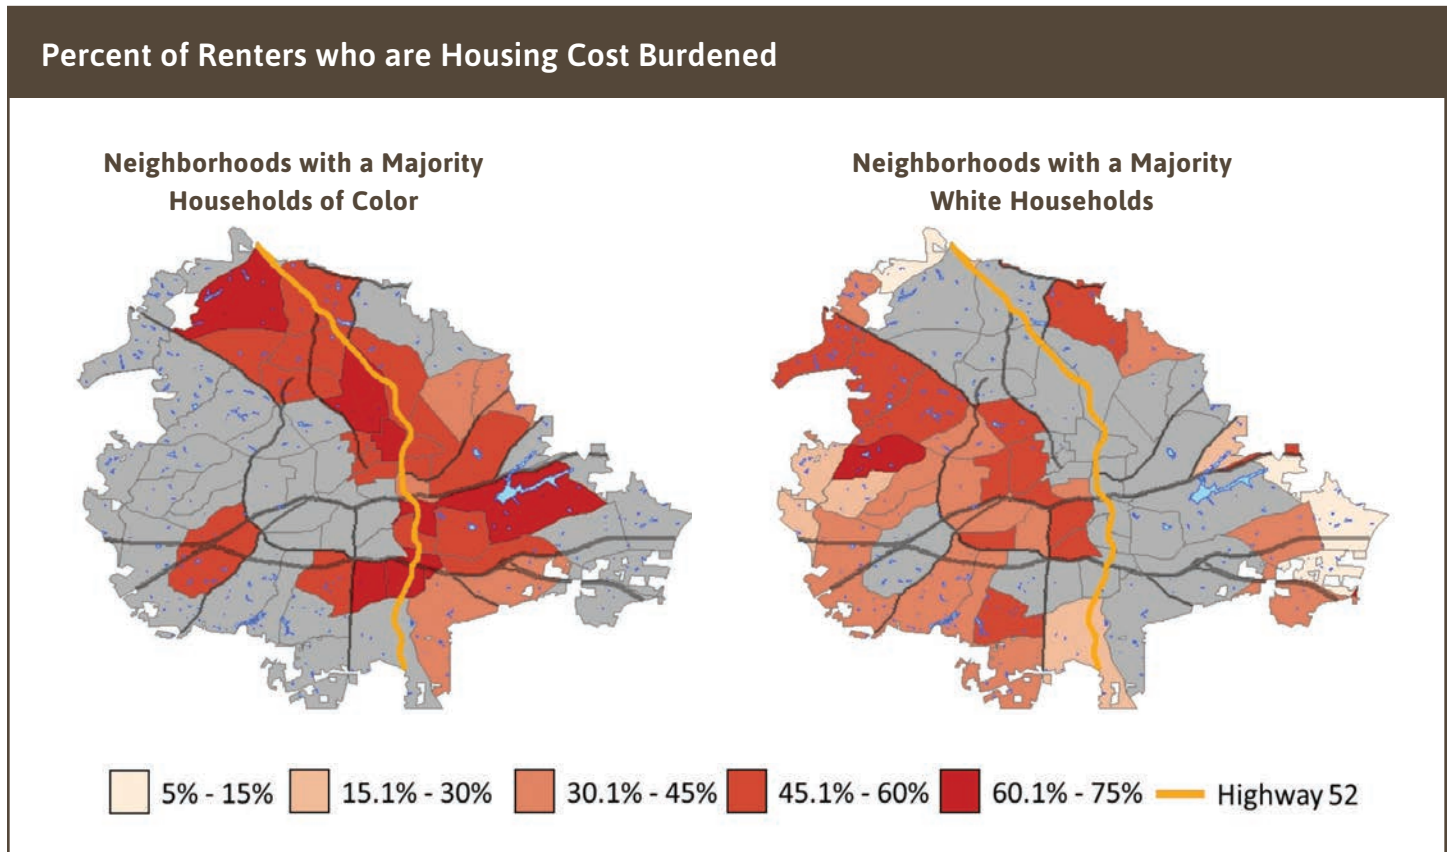 Percent of Renters who are Housing Cost Burdened
Neighborhoods with a Majority
Households of Color
Neighborhoods with a Majority
White Households
5% - 15%
15.1% - 30%
30.1% - 45%
45.1% - 60%
60.1% - 75%
Highway 52